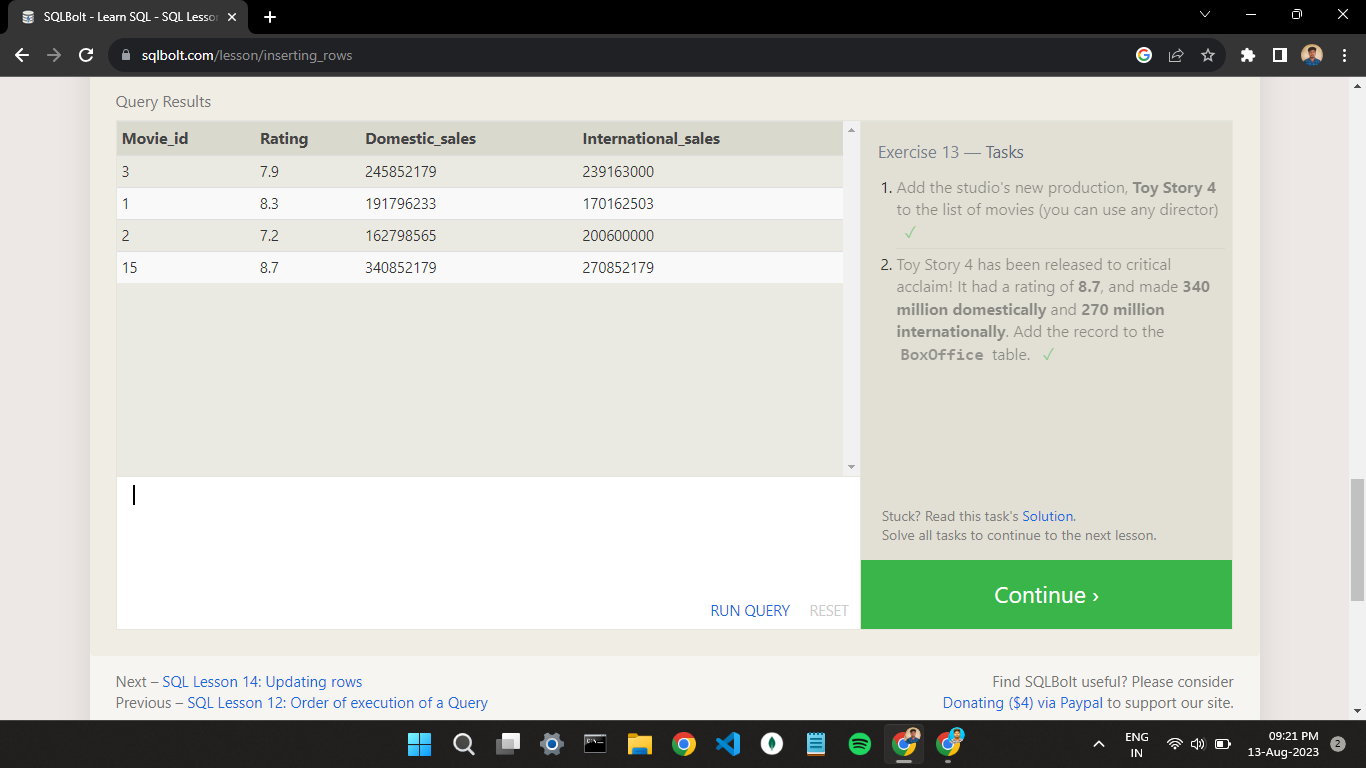 SQLBolt - Learn SQL - SQL Lesson
sqlbolt.com/lesson/inserting_rows
Query Results
Movie_id Rating Domestic_sales International_sales
3 7.9 245852179 239163000
1 8.3 191796233 170162503
2 7.2 162798565 200600000
15 8.7 340852179 270852179
RUN QUERY RESET
Exercise 13 — Tasks
1. Add the studio's new production, Toy Story 4
to the list of movies (you can use any director)
✓
2. Toy Story 4 has been released to critical
acclaim! It had a rating of 8.7, and made 340
million domestically and 270 million
internationally. Add the record to the
BoxOffice table. ✓
Stuck? Read this task's Solution.
Solve all tasks to continue to the next lesson.
Continue ›
Next – SQL Lesson 14: Updating rows
Previous – SQL Lesson 12: Order of execution of a Query
Find SQLBolt useful? Please consider
Donating ($4) via Paypal to support our site.
ENG
IN
09:21 PM
13-Aug-2023
2